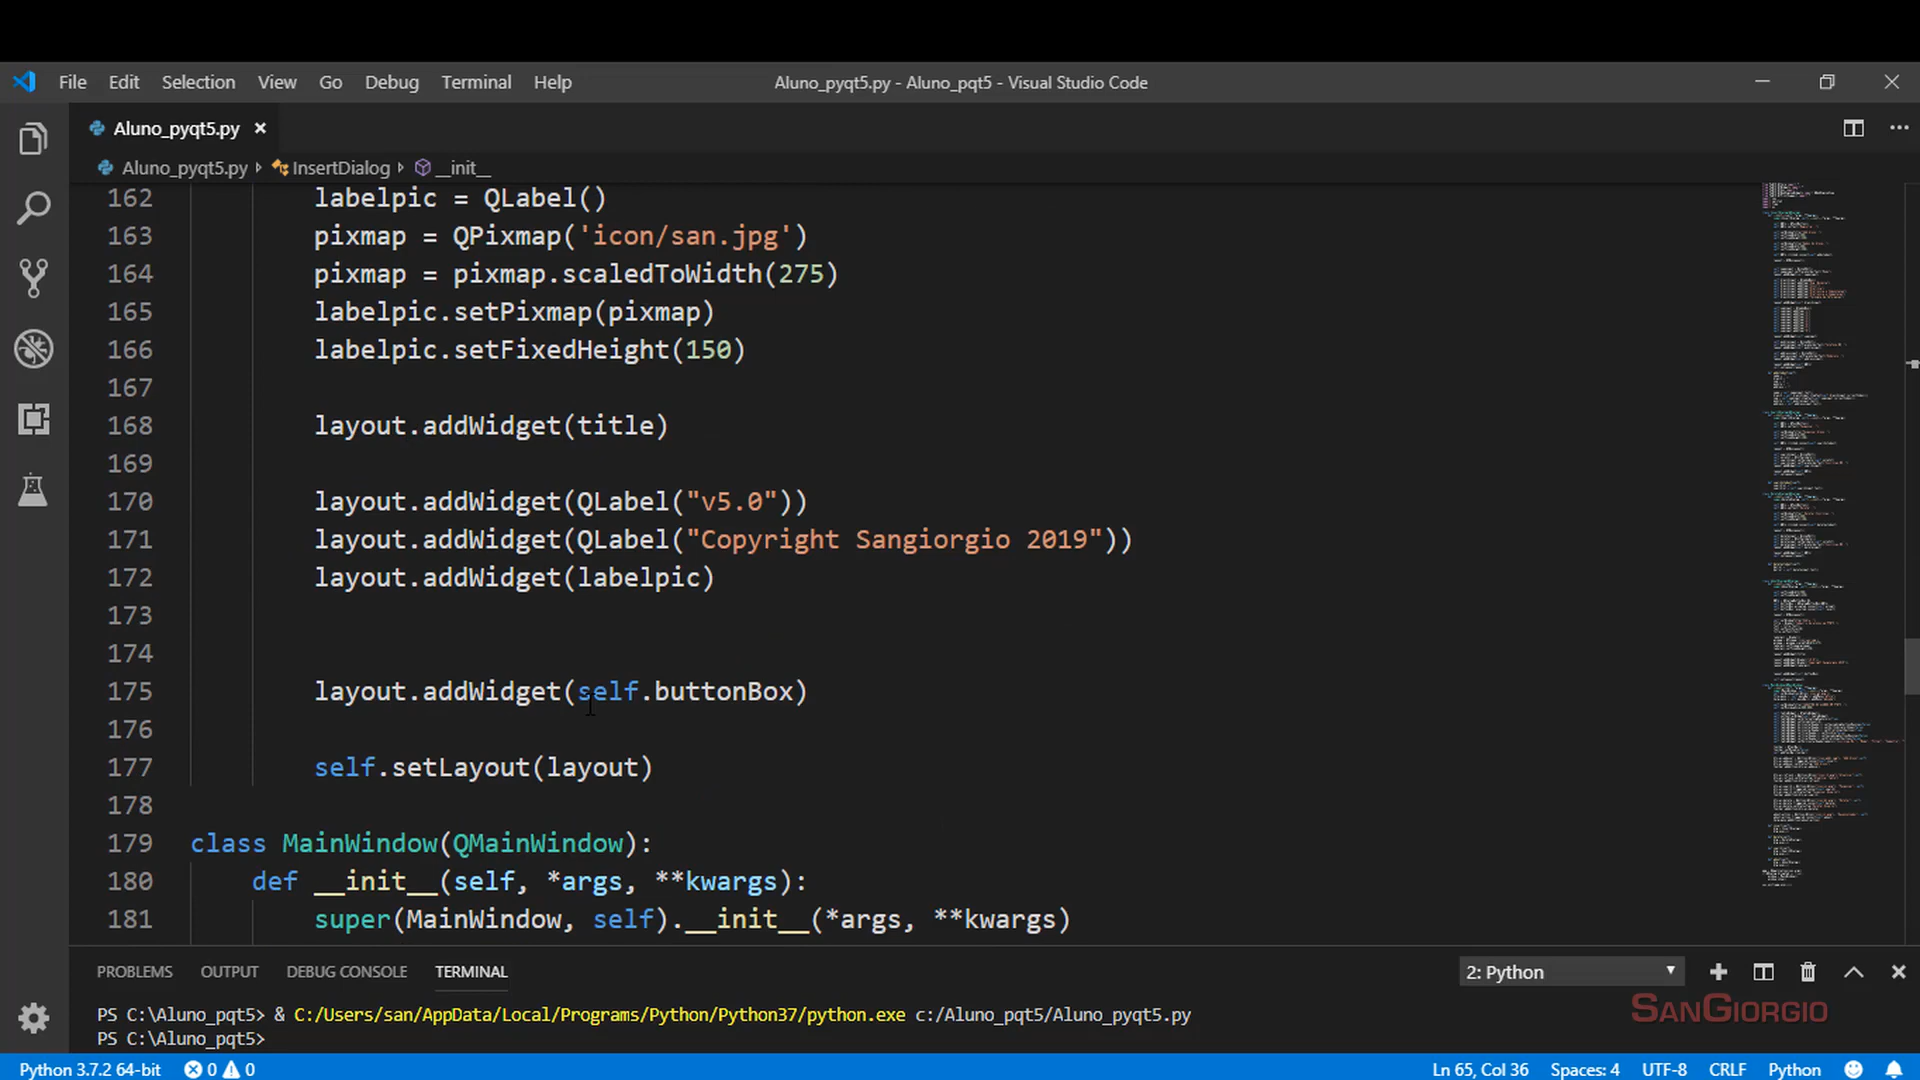 File Edit Selection View Go Debug Terminal Help Aluno_pyqt5.py - Aluno_pqt5 - Visual Studio Code
Aluno_pyqt5.py
Aluno_pyqt5.py InsertDialog __init__
162 labelpic = QLabel()
163 pixmap = QPixmap('icon/san.jpg')
164 pixmap = pixmap.scaledToWidth(275)
165 labelpic.setPixmap(pixmap)
166 labelpic.setFixedHeight(150)
167
168 layout.addWidget(title)
169
170 layout.addWidget(QLabel("v5.0"))
171 layout.addWidget(QLabel("Copyright Sangiorgio 2019"))
172 layout.addWidget(labelpic)
173
174
175 layout.addWidget(self.buttonBox)
176
177 self.setLayout(layout)
178
179 class MainWindow(QMainWindow):
180 def __init__(self, *args, **kwargs):
181 super(MainWindow, self).__init__(*args, **kwargs)
PROBLEMS OUTPUT DEBUG CONSOLE TERMINAL 2: Python
PS C:\Aluno_pqt5> & C:/Users/san/AppData/Local/Programs/Python/Python37/python.exe c:/Aluno_pqt5/Aluno_pyqt5.py
PS C:\Aluno_pqt5>
SANGIORGIO
Python 3.7.2 64-bit 0 0 Ln 65, Col 36 Spaces: 4 UTF-8 CRLF Python